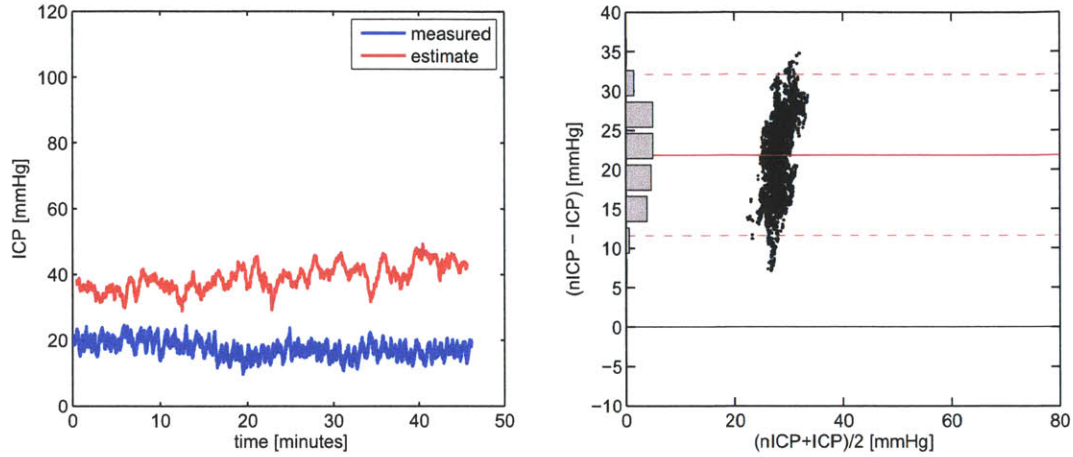 120
100
80
60
40
20
0
ICP [mmHg]
measured
estimate
0 10 20 30 40 50
time [minutes]
40
35
30
25
20
15
10
5
0
−5
−10
(nICP − ICP) [mmHg]
0 20 40 60 80
(nICP+ICP)/2 [mmHg]